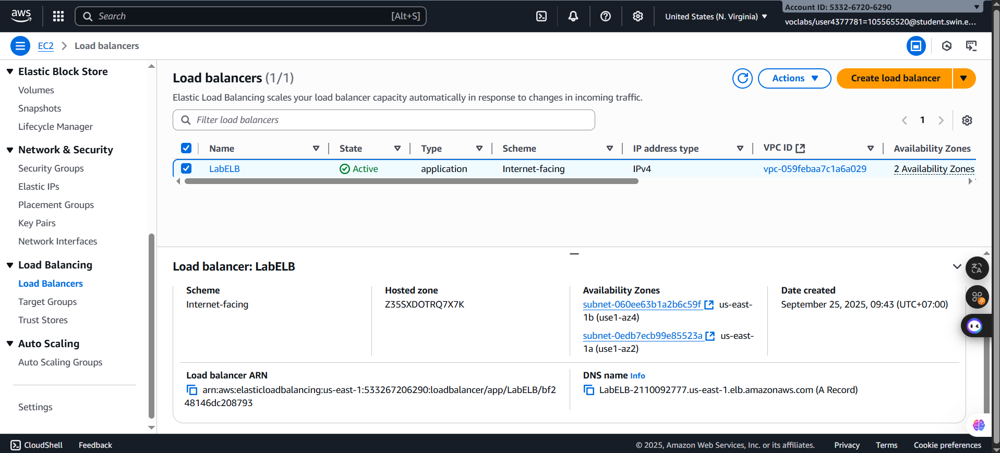 aws
Search
[Alt+S]
United States (N. Virginia)
Account ID: 5332-6720-6290
voclabs/user4377781=105565520@student.swin.e...
EC2
Load balancers
Elastic Block Store
Volumes
Snapshots
Lifecycle Manager
Network & Security
Security Groups
Elastic IPs
Placement Groups
Key Pairs
Network Interfaces
Load Balancing
Load Balancers
Target Groups
Trust Stores
Auto Scaling
Auto Scaling Groups
Settings
Load balancers (1/1)
Actions
Create load balancer
Elastic Load Balancing scales your load balancer capacity automatically in response to changes in incoming traffic.
Filter load balancers
1
Name State Type Scheme IP address type VPC ID Availability Zones
LabELB Active application Internet-facing IPv4 vpc-059febaa7c1a6a029 2 Availability Zones
Load balancer: LabELB
Scheme
Internet-facing
Hosted zone
Z35SXDOTRQ7X7K
Availability Zones
subnet-060ee63b1a2b6c59f us-east-
1b (use1-az4)
subnet-0edb7ecb99e85523a us-east-
1a (use1-az2)
Date created
September 25, 2025, 09:43 (UTC+07:00)
Load balancer ARN
arn:aws:elasticloadbalancing:us-east-1:533267206290:loadbalancer/app/LabELB/bf2
48146dc208793
DNS name Info
LabELB-2110092777.us-east-1.elb.amazonaws.com (A Record)
CloudShell
Feedback
© 2025, Amazon Web Services, Inc. or its affiliates.
Privacy
Terms
Cookie preferences